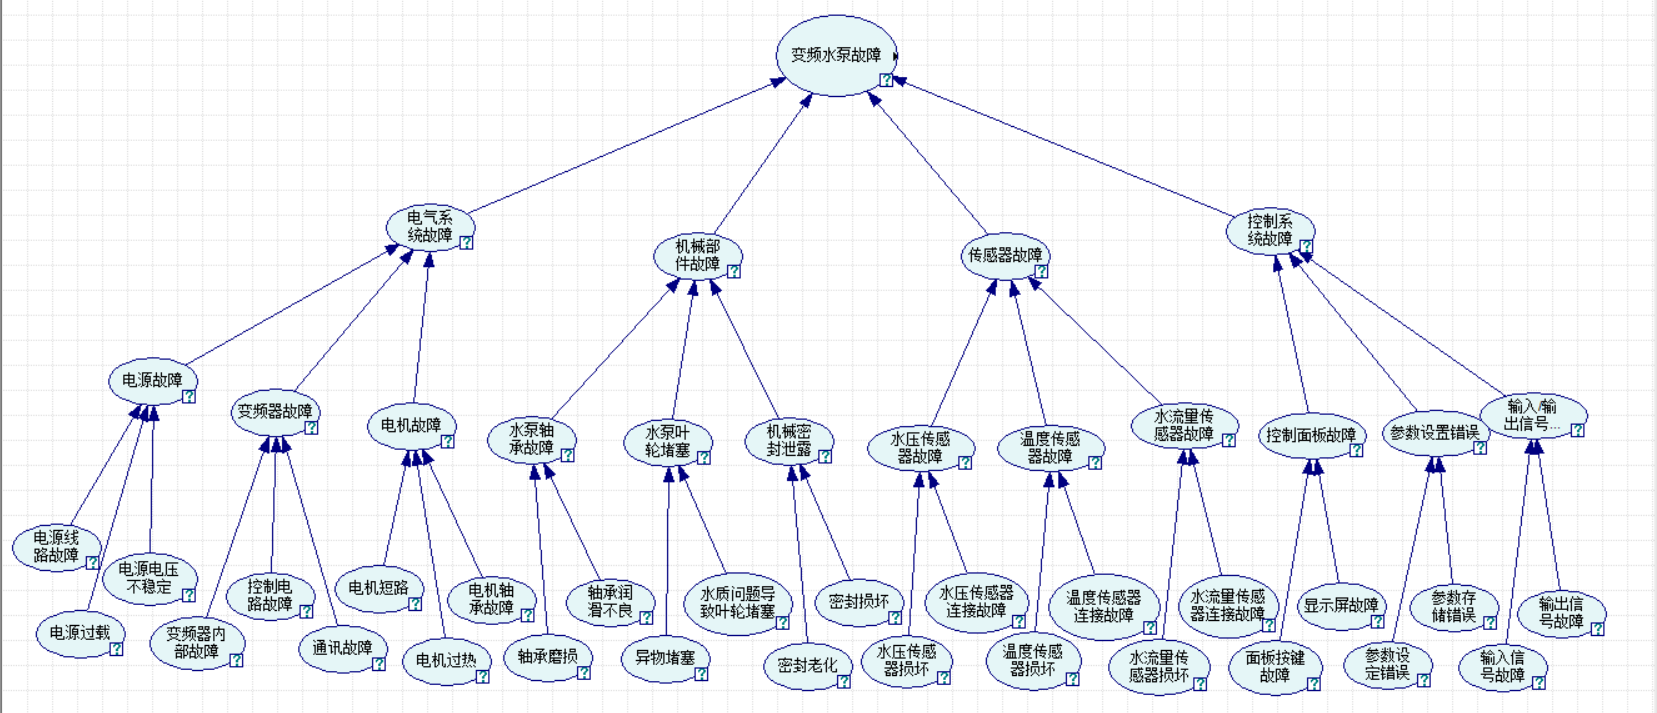 变频水泵故障
电气系
统故障
机械部
件故障
传感器故障
控制系
统故障
电源故障
变频器故障
电机故障
水泵轴
承故障
水泵叶
轮堵塞
机械密
封泄露
水压传感
器故障
温度传感
器故障
水流量传
感器故障
控制面板故障
参数设置错误
输入/输
出信号...
电源线
路故障
电源电压
不稳定
控制电
路故障
电机短路
电机轴
承故障
轴承润
滑不良
水质问题导
致叶轮堵塞
密封损坏
水压传感器
连接故障
温度传感器
连接故障
水流量传感
器连接故障
显示屏故障
参数存
储错误
输出信
号故障
电源过载
变频器内
部故障
通讯故障
电机过热
轴承磨损
异物堵塞
密封老化
水压传感
器损坏
温度传感
器损坏
水流量传
感器损坏
面板按键
故障
参数设
定错误
输入信
号故障